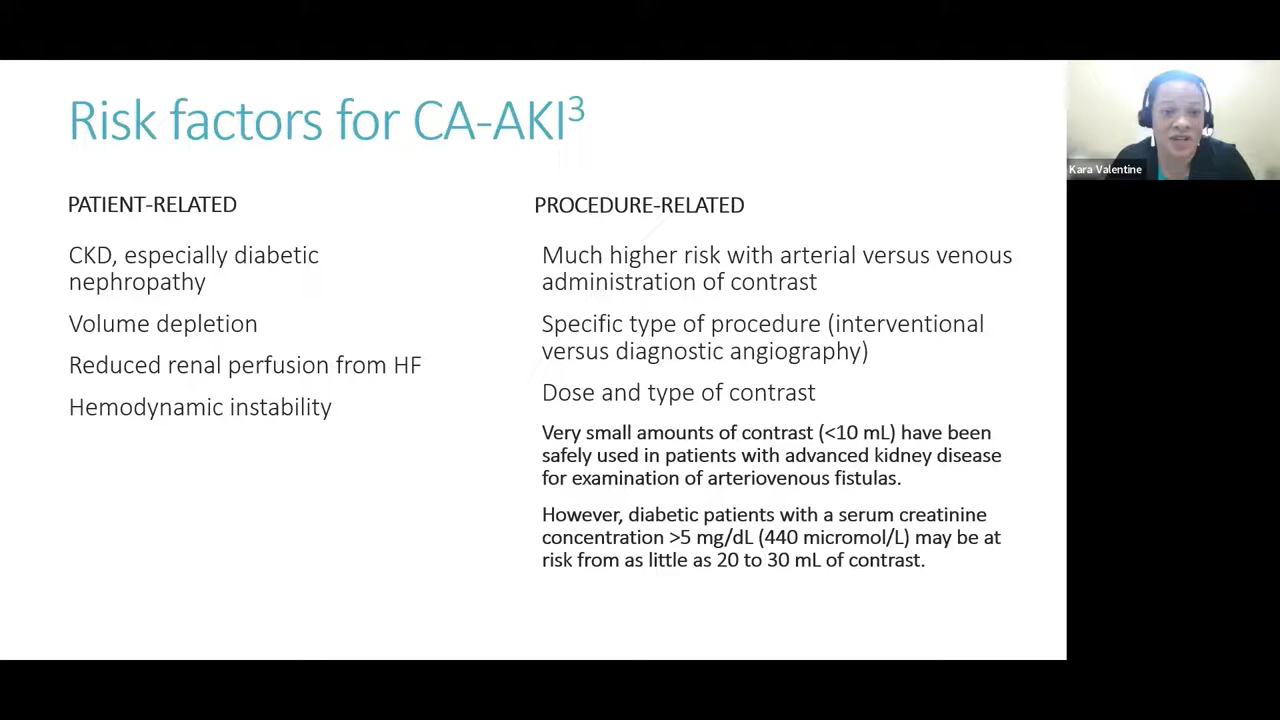 Risk factors for CA-AKI³
PATIENT-RELATED
CKD, especially diabetic
nephropathy
Volume depletion
Reduced renal perfusion from HF
Hemodynamic instability
PROCEDURE-RELATED
Much higher risk with arterial versus venous
administration of contrast
Specific type of procedure (interventional
versus diagnostic angiography)
Dose and type of contrast
Very small amounts of contrast (<10 mL) have been
safely used in patients with advanced kidney disease
for examination of arteriovenous fistulas.
However, diabetic patients with a serum creatinine
concentration >5 mg/dL (440 micromol/L) may be at
risk from as little as 20 to 30 mL of contrast.
Kara Valentine